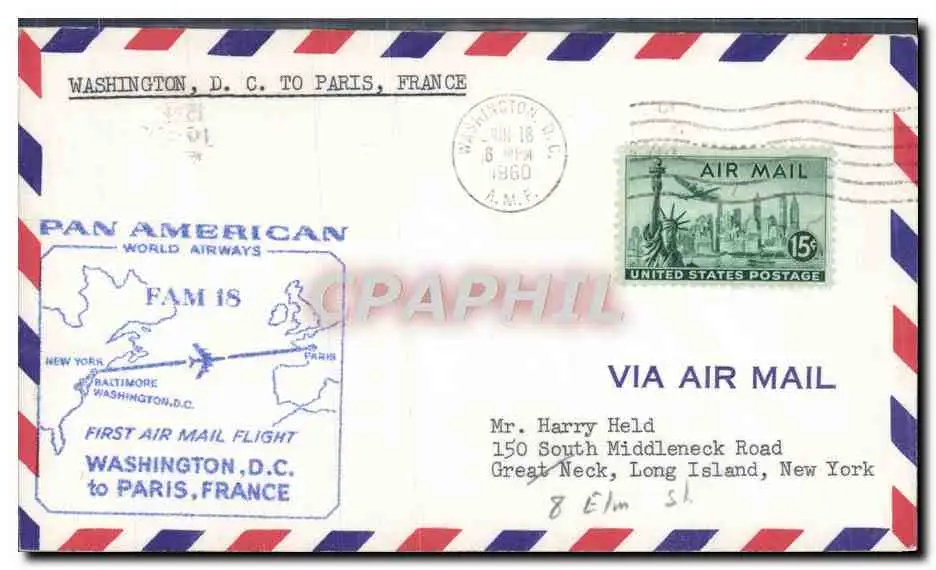 WASHINGTON, D. C. TO PARIS, FRANCE
WASHINGTON, D.C.
JUN 18
6 PM
1960
A.M.F.
AIR MAIL
15¢
UNITED STATES POSTAGE
PAN AMERICAN
WORLD AIRWAYS
FAM 18
NEW YORK
PARIS
BALTIMORE
WASHINGTON, D.C.
FIRST AIR MAIL FLIGHT
WASHINGTON, D.C.
to PARIS, FRANCE
CPAPHIL
VIA AIR MAIL
Mr. Harry Held
150 South Middleneck Road
Great Neck, Long Island, New York
8 Elm St.